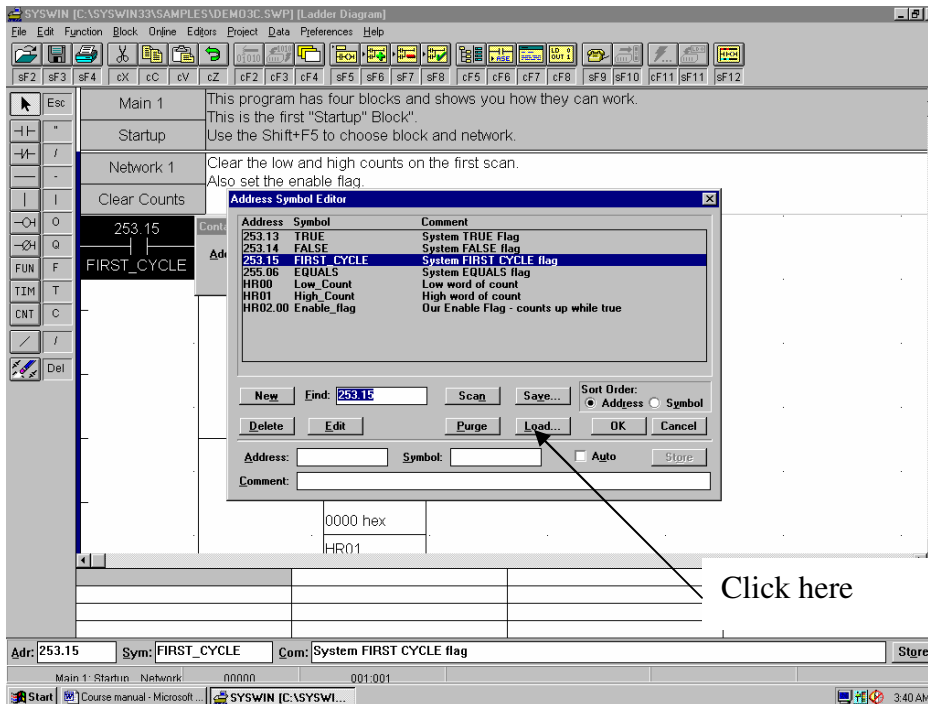 SYSWIN [C:\SYSWIN33\SAMPLES\DEMO3C.SWP] [Ladder Diagram]
File Edit Function Block Online Editors Project Data Preferences Help
sF2 sF3 sF4 cX cC cV cZ cF2 cF3 cF4 sF5 sF6 sF7 sF8 cF5 cF6 cF7 cF8 sF9 sF10 cF11 sF11 sF12
Esc
"
/
-
|
O
Q
FUN F
TIM T
CNT C
/
Del
Main 1
Startup
This program has four blocks and shows you how they can work.
This is the first "Startup" Block".
Use the Shift+F5 to choose block and network.
Network 1
Clear Counts
Clear the low and high counts on the first scan.
Also set the enable flag.
253.15
FIRST_CYCLE
Address Symbol Editor
Address Symbol Comment
253.13 TRUE System TRUE Flag
253.14 FALSE System FALSE flag
253.15 FIRST_CYCLE System FIRST CYCLE flag
255.06 EQUALS System EQUALS flag
HR00 Low_Count Low word of count
HR01 High_Count High word of count
HR02.00 Enable_flag Our Enable Flag - counts up while true
New Find: 253.15 Scan Save... Sort Order:
Address Symbol
Delete Edit Purge Load... OK Cancel
Address: Symbol: Auto Store
Comment:
0000 hex
HR01
Click here
Adr: 253.15 Sym: FIRST_CYCLE Com: System FIRST CYCLE flag Store
Main 1: Startup Network 00000 001:001
Start Course manual - Microsoft ... SYSWIN [C:\SYSWI... 3:40 AM